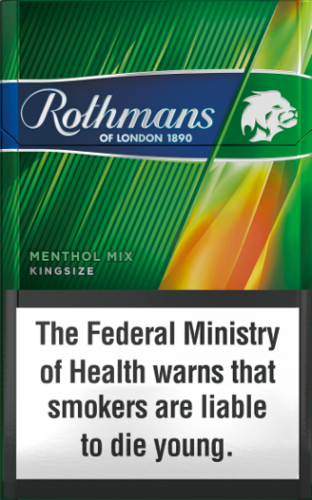 Rothmans
OF LONDON 1890
MENTHOL MIX
KINGSIZE
The Federal Ministry
of Health warns that
smokers are liable
to die young.